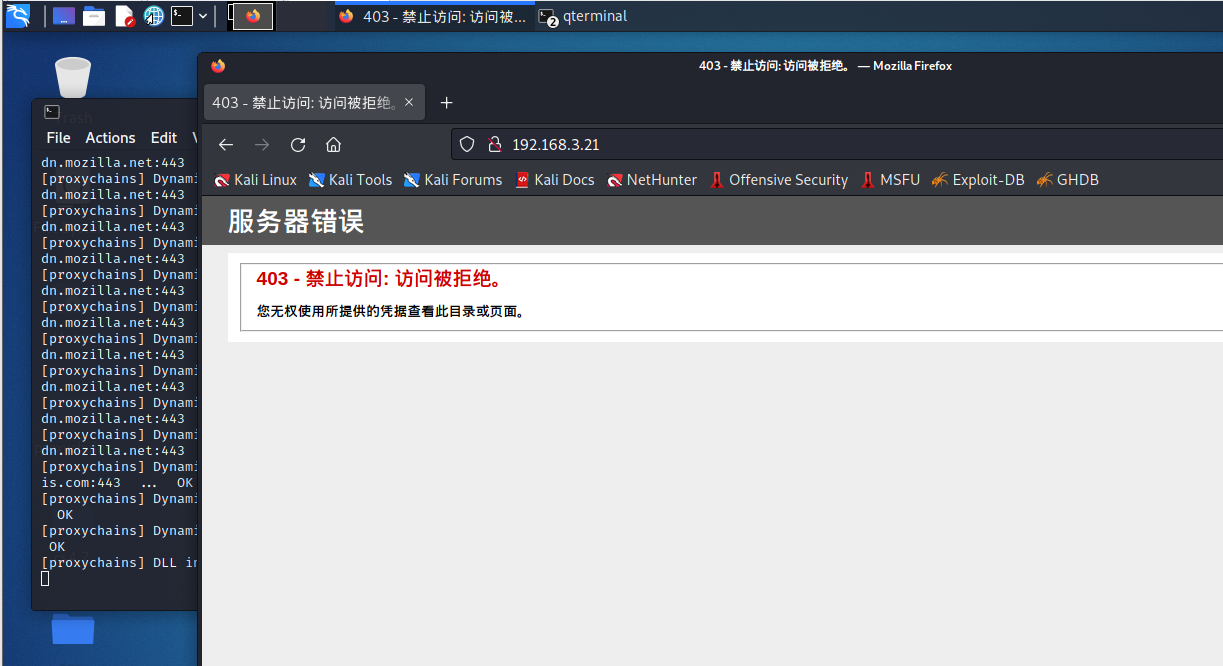 403 - 禁止访问: 访问被拒...
2 qterminal
403 - 禁止访问: 访问被拒绝。 — Mozilla Firefox
403 - 禁止访问: 访问被拒绝。
192.168.3.21
Kali Linux Kali Tools Kali Forums Kali Docs NetHunter Offensive Security MSFU Exploit-DB GHDB
服务器错误
403 - 禁止访问: 访问被拒绝。
您无权使用所提供的凭据查看此目录或页面。
Trash
File Actions Edit V
dn.mozilla.net:443
[proxychains] Dynami
dn.mozilla.net:443
[proxychains] Dynami
dn.mozilla.net:443
[proxychains] Dynami
dn.mozilla.net:443
[proxychains] Dynami
dn.mozilla.net:443
[proxychains] Dynami
dn.mozilla.net:443
[proxychains] Dynami
dn.mozilla.net:443
[proxychains] Dynami
dn.mozilla.net:443
[proxychains] Dynami
dn.mozilla.net:443
[proxychains] Dynami
dn.mozilla.net:443
[proxychains] Dynami
is.com:443 ... OK
[proxychains] Dynami
OK
[proxychains] Dynami
OK
[proxychains] DLL in